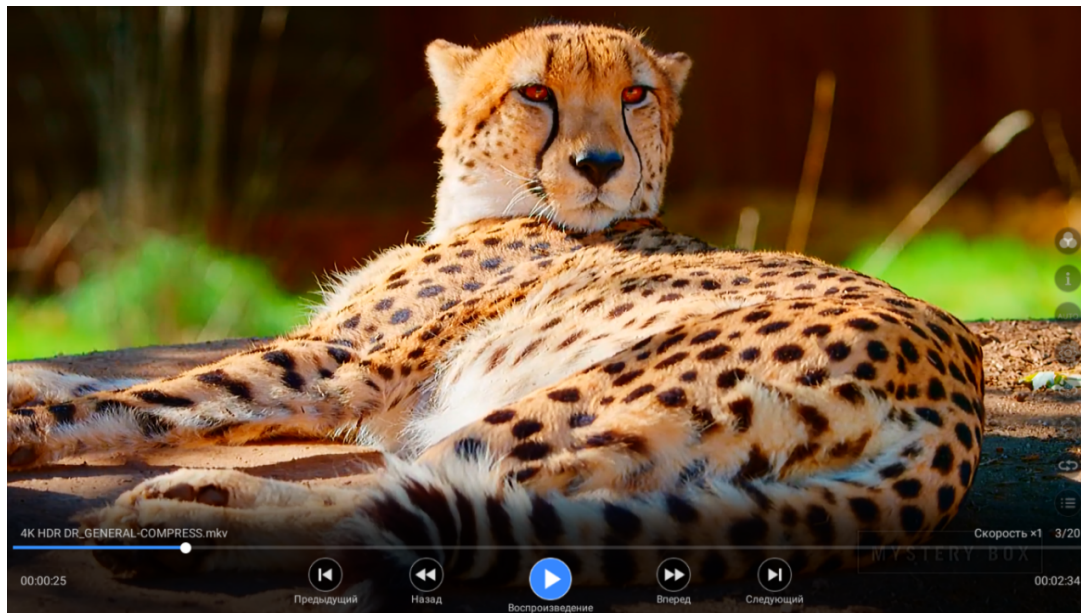 4K HDR DR_GENERAL-COMPRESS.mkv
Скорость ×1 3/20
MYSTERY BOX
00:00:25
00:02:34
Предыдущий
Назад
Воспроизведение
Вперед
Следующий